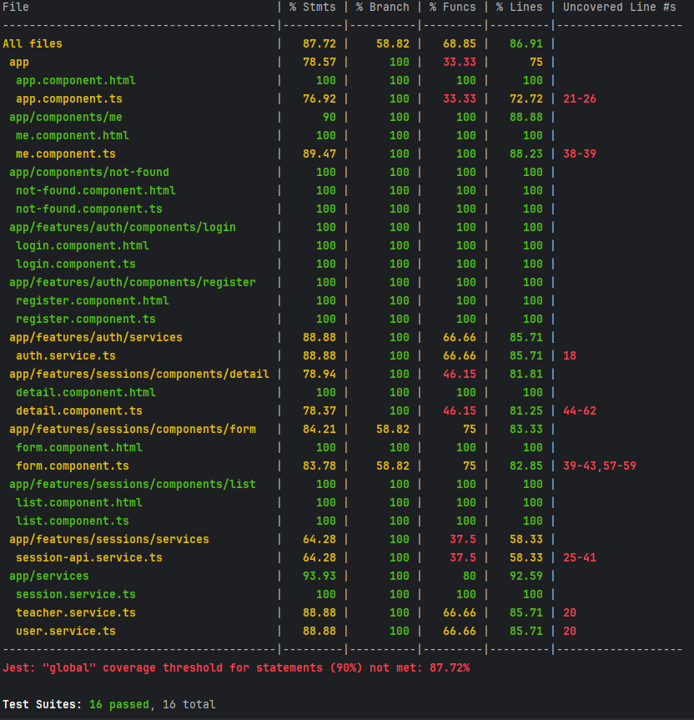 File                                     | % Stmts | % Branch | % Funcs | % Lines | Uncovered Line #s
-----------------------------------------|---------|----------|---------|---------|-------------------
All files                                |   87.72 |    58.82 |   68.85 |   86.91 |
 app                                     |   78.57 |      100 |   33.33 |      75 |
  app.component.html                     |     100 |      100 |     100 |     100 |
  app.component.ts                       |   76.92 |      100 |   33.33 |   72.72 | 21-26
 app/components/me                       |      90 |      100 |     100 |   88.88 |
  me.component.html                      |     100 |      100 |     100 |     100 |
  me.component.ts                        |   89.47 |      100 |     100 |   88.23 | 38-39
 app/components/not-found                |     100 |      100 |     100 |     100 |
  not-found.component.html               |     100 |      100 |     100 |     100 |
  not-found.component.ts                 |     100 |      100 |     100 |     100 |
 app/features/auth/components/login      |     100 |      100 |     100 |     100 |
  login.component.html                   |     100 |      100 |     100 |     100 |
  login.component.ts                     |     100 |      100 |     100 |     100 |
 app/features/auth/components/register   |     100 |      100 |     100 |     100 |
  register.component.html                |     100 |      100 |     100 |     100 |
  register.component.ts                  |     100 |      100 |     100 |     100 |
 app/features/auth/services              |   88.88 |      100 |   66.66 |   85.71 |
  auth.service.ts                        |   88.88 |      100 |   66.66 |   85.71 | 18
 app/features/sessions/components/detail |   78.94 |      100 |   46.15 |   81.81 |
  detail.component.html                  |     100 |      100 |     100 |     100 |
  detail.component.ts                    |   78.37 |      100 |   46.15 |   81.25 | 44-62
 app/features/sessions/components/form   |   84.21 |    58.82 |      75 |   83.33 |
  form.component.html                    |     100 |      100 |     100 |     100 |
  form.component.ts                      |   83.78 |    58.82 |      75 |   82.85 | 39-43,57-59
 app/features/sessions/components/list   |     100 |      100 |     100 |     100 |
  list.component.html                    |     100 |      100 |     100 |     100 |
  list.component.ts                      |     100 |      100 |     100 |     100 |
 app/features/sessions/services          |   64.28 |      100 |    37.5 |   58.33 |
  session-api.service.ts                 |   64.28 |      100 |    37.5 |   58.33 | 25-41
 app/services                            |   93.93 |      100 |      80 |   92.59 |
  session.service.ts                     |     100 |      100 |     100 |     100 |
  teacher.service.ts                     |   88.88 |      100 |   66.66 |   85.71 | 20
  user.service.ts                        |   88.88 |      100 |   66.66 |   85.71 | 20
-----------------------------------------|---------|----------|---------|---------|-------------------
Jest: "global" coverage threshold for statements (90%) not met: 87.72%
Test Suites: 16 passed, 16 total